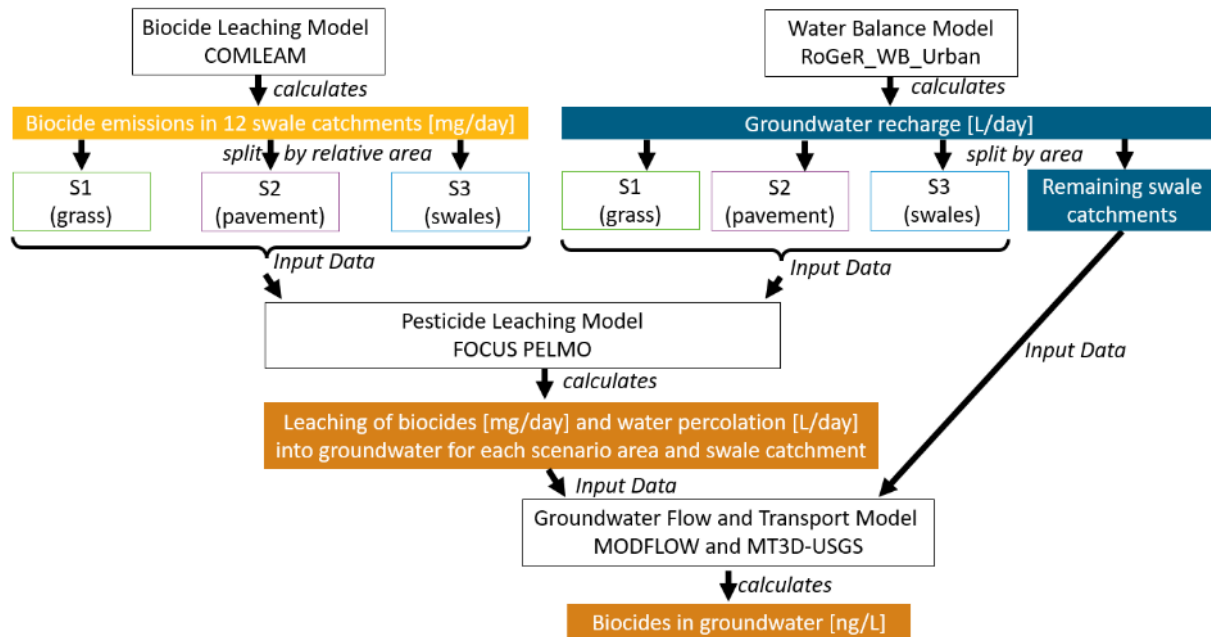 Biocide Leaching Model
COMLEAM
calculates
Biocide emissions in 12 swale catchments [mg/day]
split by relative area
S1
(grass)
S2
(pavement)
S3
(swales)
Input Data
Water Balance Model
RoGeR_WB_Urban
calculates
Groundwater recharge [L/day]
split by area
S1
(grass)
S2
(pavement)
S3
(swales)
Remaining swale
catchments
Input Data
Input Data
Pesticide Leaching Model
FOCUS PELMO
calculates
Leaching of biocides [mg/day] and water percolation [L/day]
into groundwater for each scenario area and swale catchment
Input Data
Groundwater Flow and Transport Model
MODFLOW and MT3D-USGS
calculates
Biocides in groundwater [ng/L]